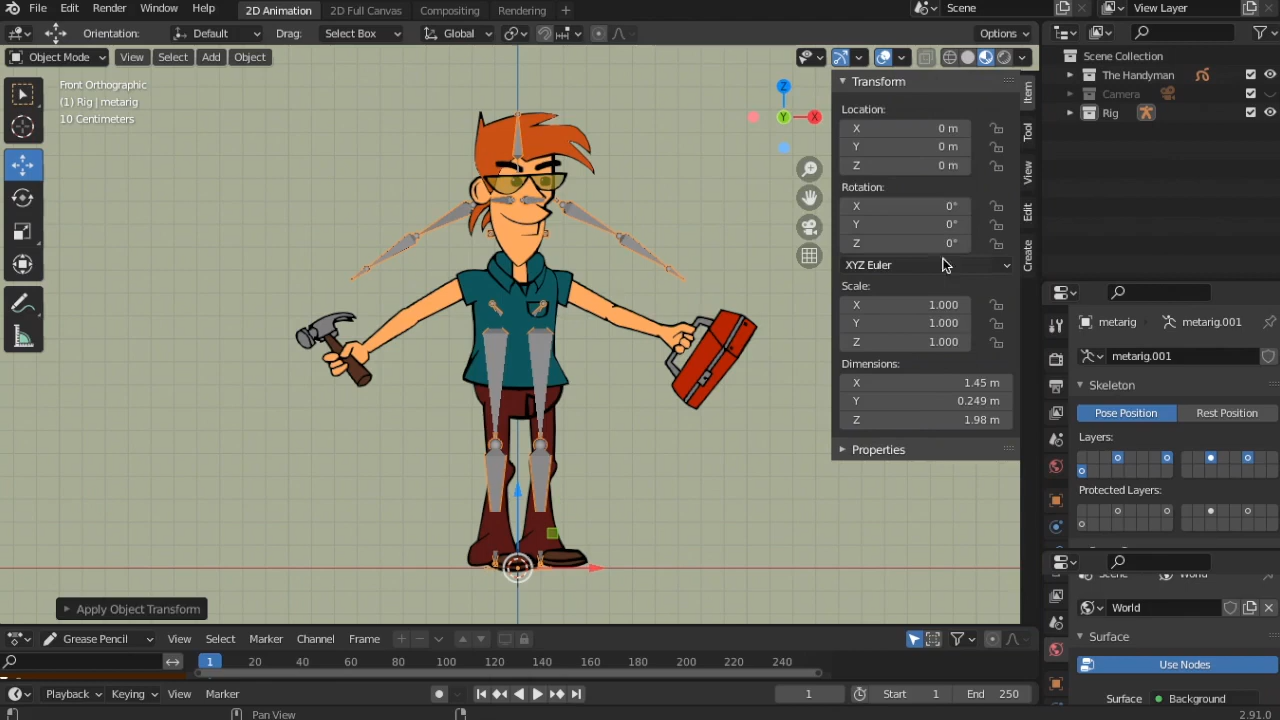 File Edit Render Window Help 2D Animation 2D Full Canvas Compositing Rendering + Scene View Layer
Orientation: Default Drag: Select Box Global Options
Object Mode View Select Add Object
Front Orthographic
(1) Rig | metarig
10 Centimeters
Z
Y
X
Transform
Location:
X 0 m
Y 0 m
Z 0 m
Rotation:
X 0°
Y 0°
Z 0°
XYZ Euler
Scale:
X 1.000
Y 1.000
Z 1.000
Dimensions:
X 1.45 m
Y 0.249 m
Z 1.98 m
Properties
Item
Tool
View
Edit
Create
Scene Collection
The Handyman
Camera
Rig
metarig metarig.001
metarig.001
Skeleton
Pose Position Rest Position
Layers:
Protected Layers:
Scene World
World
Surface
Use Nodes
Surface Background
Apply Object Transform
Grease Pencil View Select Marker Channel Frame
1 20 40 60 80 100 120 140 160 180 200 220 240
Playback Keying View Marker 1 Start 1 End 250
Pan View 2.91.0